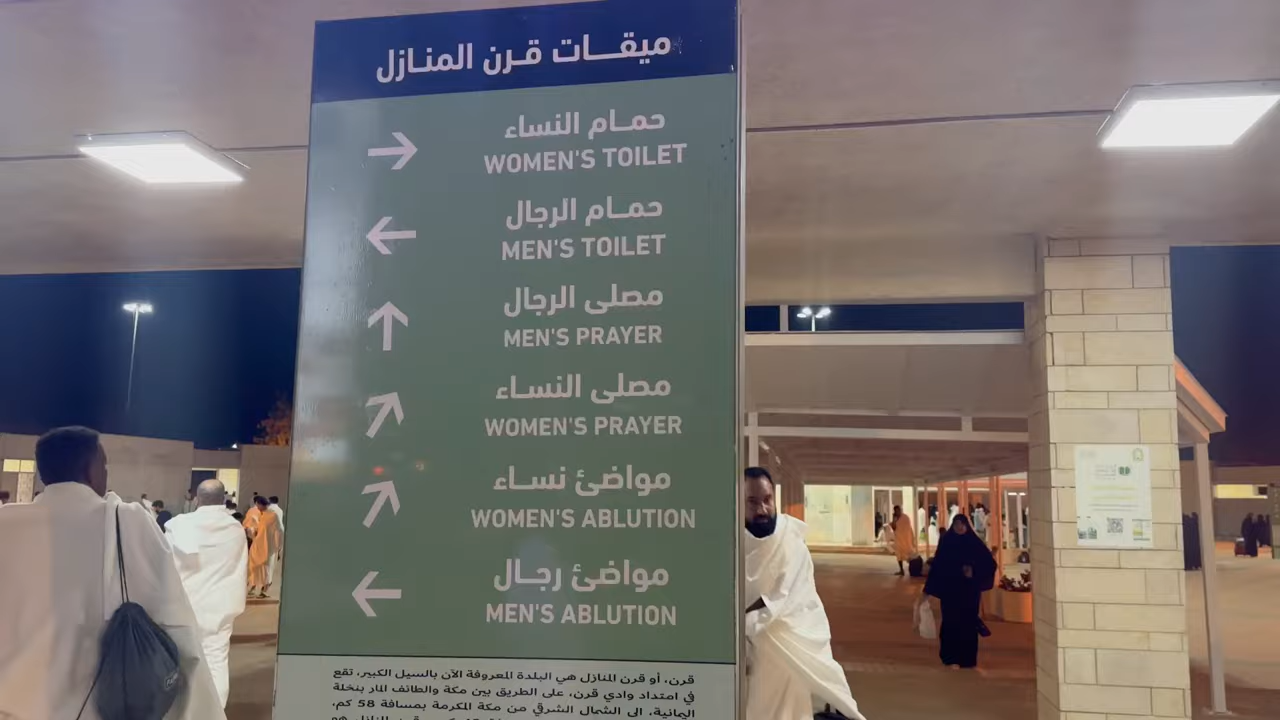 ميقات قرن المنازل
حمام النساء
WOMEN'S TOILET
حمام الرجال
MEN'S TOILET
مصلى الرجال
MEN'S PRAYER
مصلى النساء
WOMEN'S PRAYER
مواضئ نساء
WOMEN'S ABLUTION
مواضئ رجال
MEN'S ABLUTION
قرن، أو قرن المنازل هي البلدة المعروفة الآن بالسيل الكبير، تقع
في امتداد وادي قرن، على الطريق بين مكة والطائف المار بنخلة
اليمانية، الى الشمال الشرقي من مكة المكرمة بمسافة 58 كم،